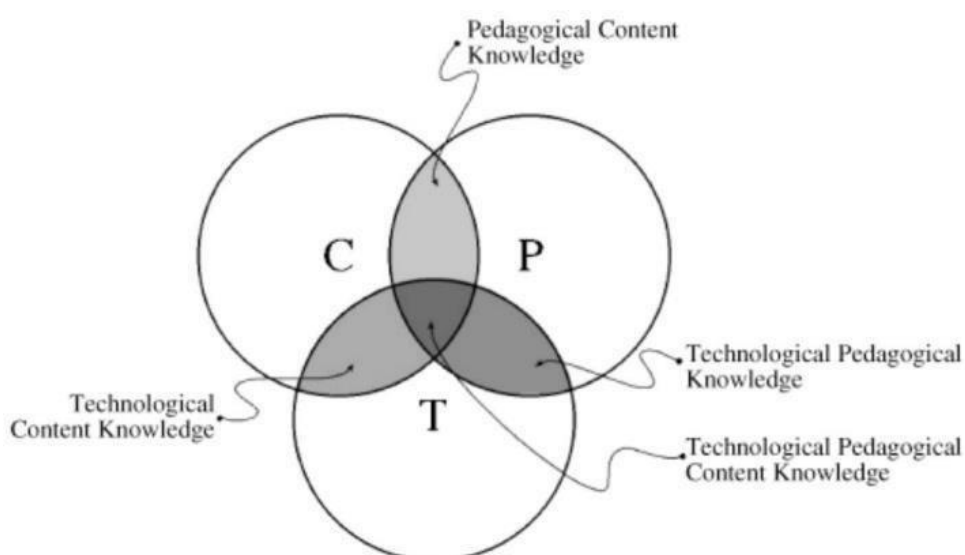 Pedagogical Content
Knowledge
C
P
Technological Pedagogical
Knowledge
Technological
Content Knowledge
T
Technological Pedagogical
Content Knowledge